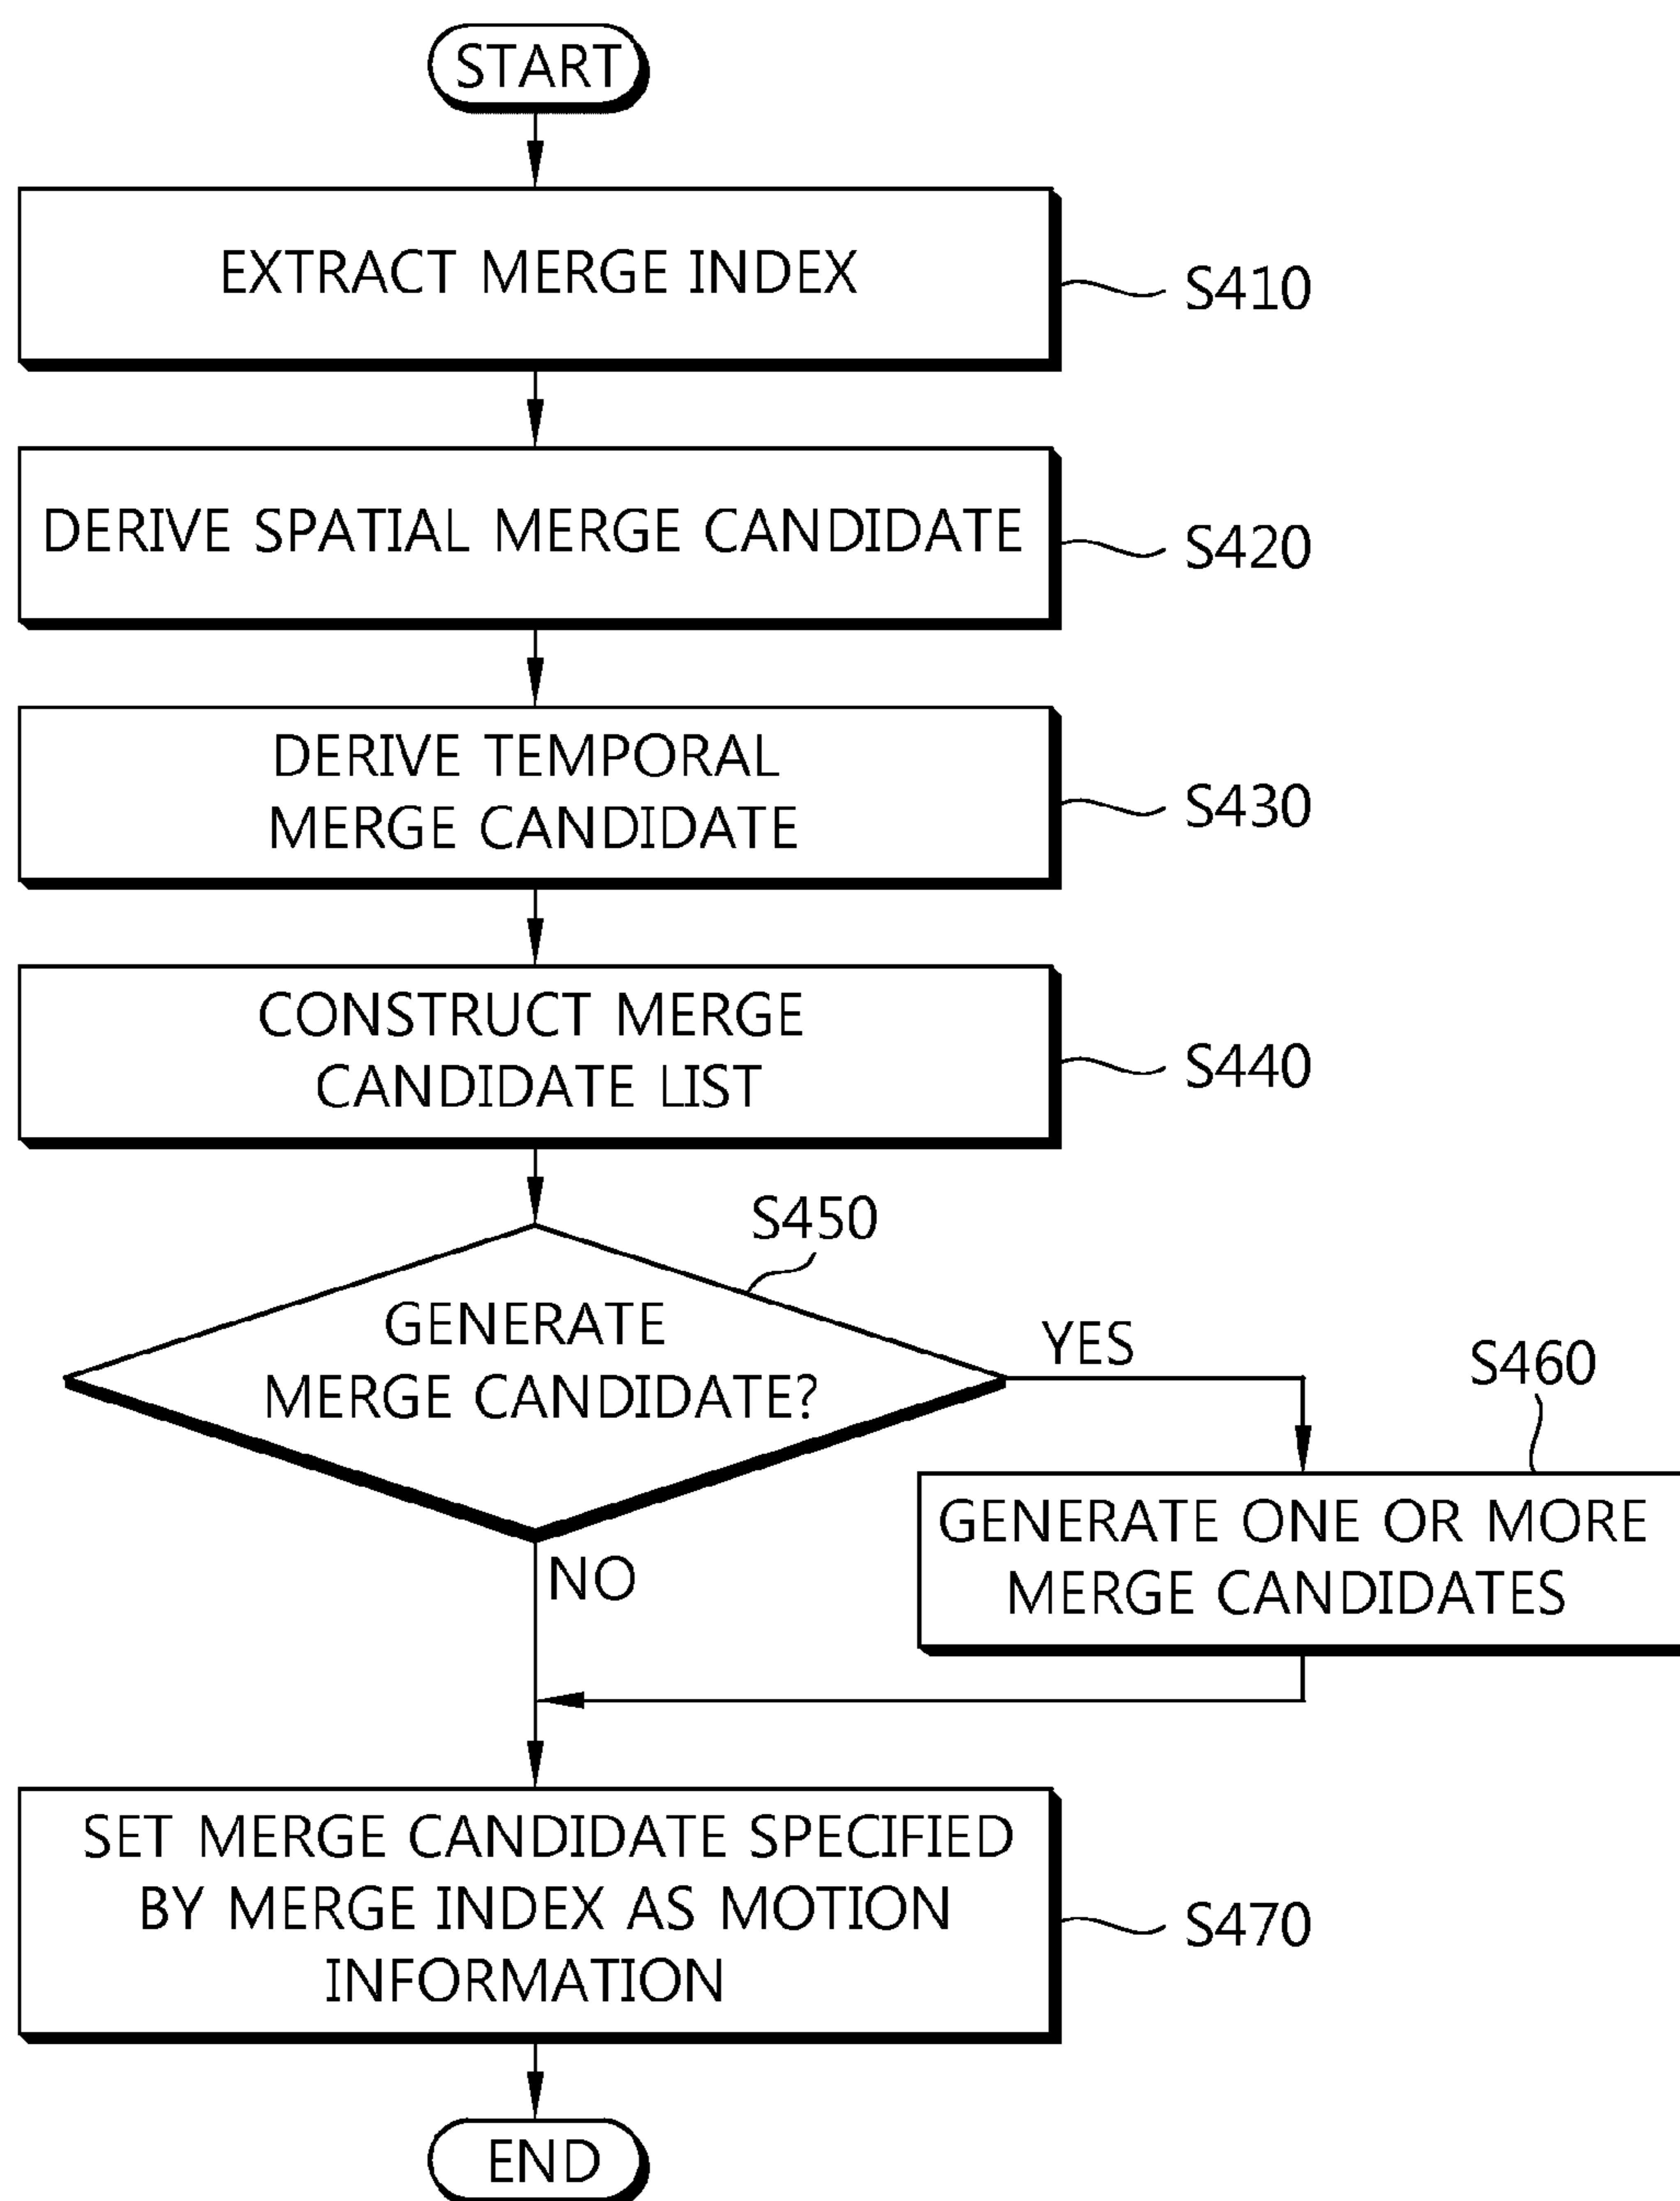 START
EXTRACT MERGE INDEX
S410
DERIVE SPATIAL MERGE CANDIDATE
S420
DERIVE TEMPORAL
MERGE CANDIDATE
S430
CONSTRUCT MERGE
CANDIDATE LIST
S440
S450
GENERATE
MERGE CANDIDATE?
YES
S460
GENERATE ONE OR MORE
MERGE CANDIDATES
NO
SET MERGE CANDIDATE SPECIFIED
BY MERGE INDEX AS MOTION
INFORMATION
S470
END